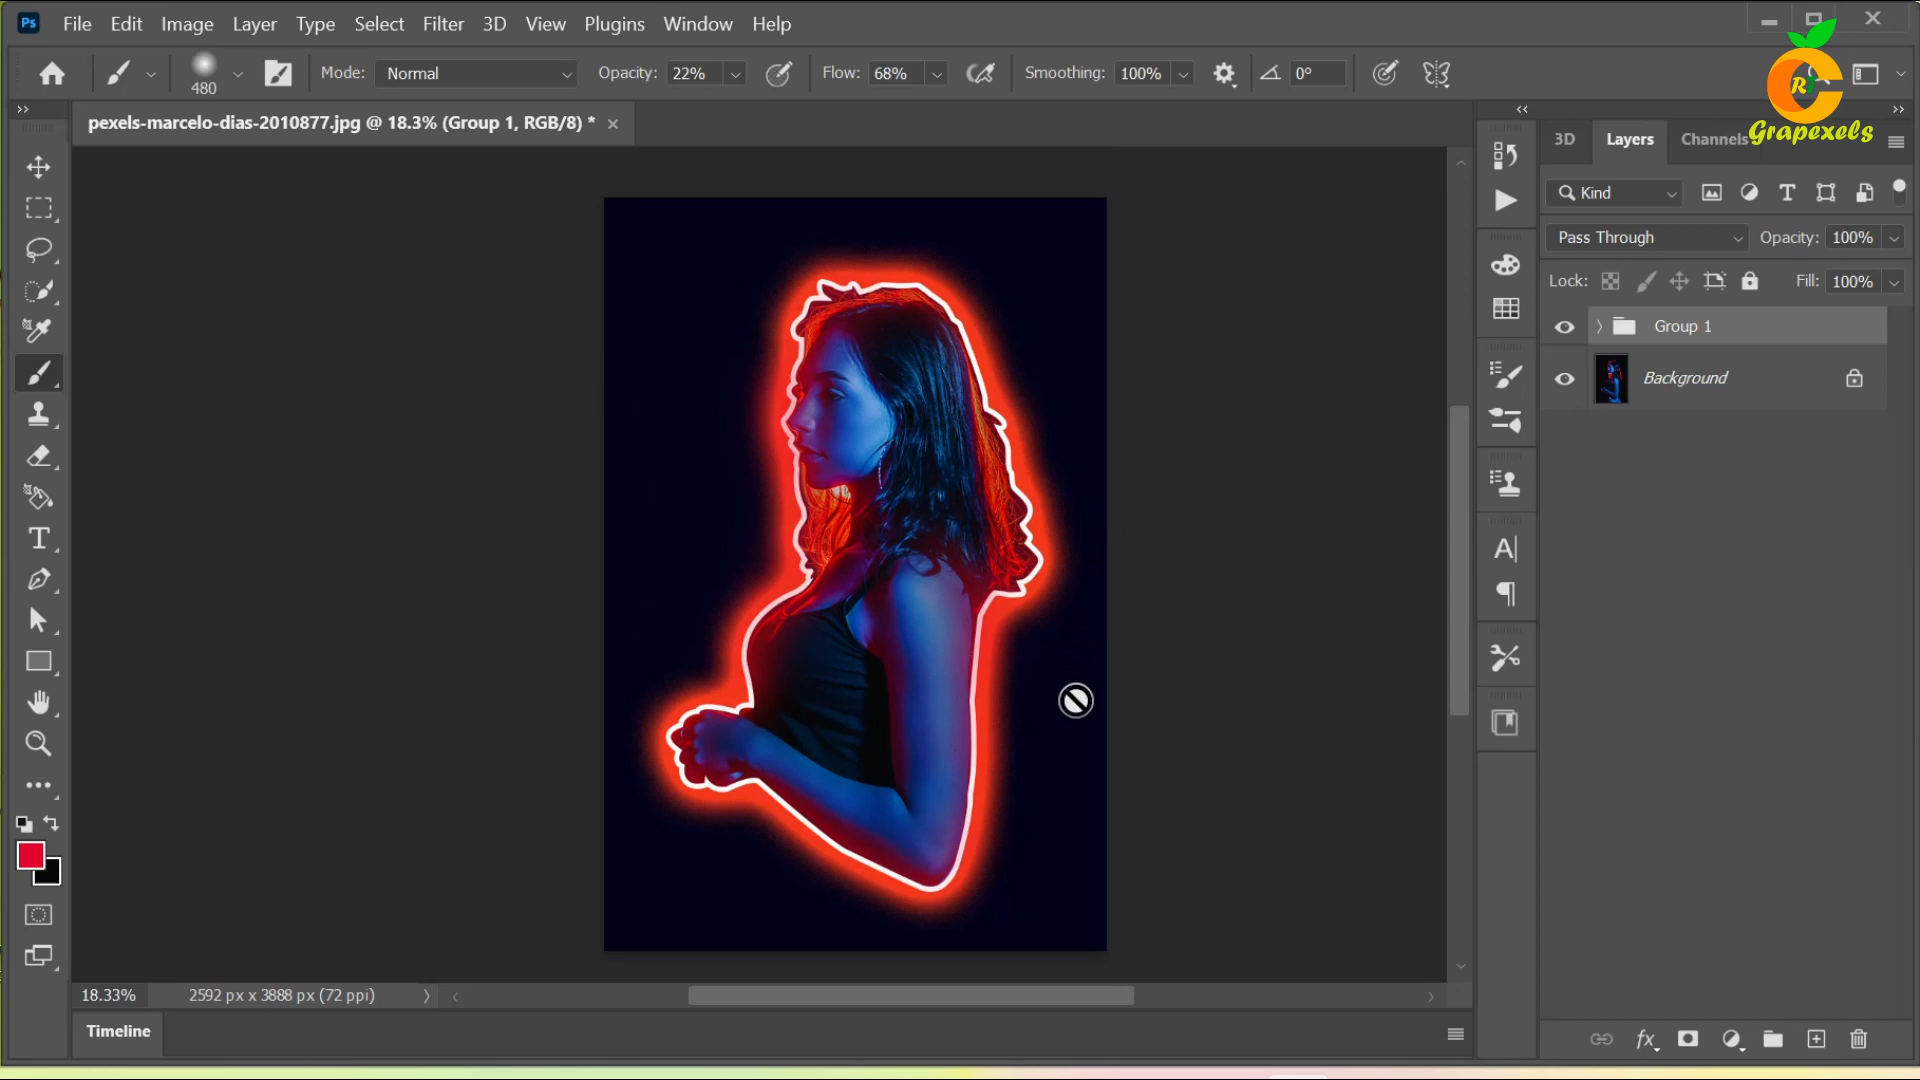 Ps File Edit Image Layer Type Select Filter 3D View Plugins Window Help
480 Mode: Normal Opacity: 22% Flow: 68% Smoothing: 100% 0°
Grapexels
pexels-marcelo-dias-2010877.jpg @ 18.3% (Group 1, RGB/8) *
3D Layers Channels
Kind
Pass Through Opacity: 100%
Lock: Fill: 100%
Group 1
Background
18.33% 2592 px x 3888 px (72 ppi)
Timeline
fx